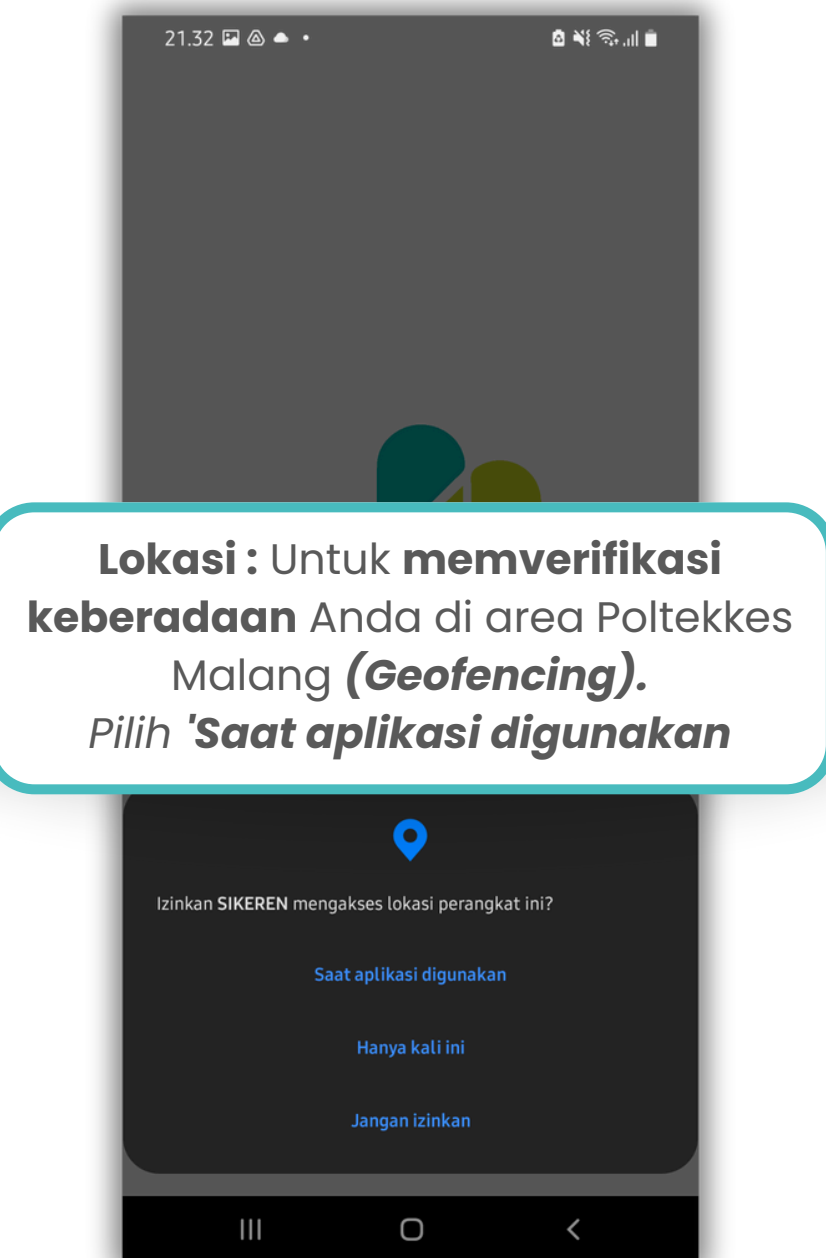 21.32
Lokasi : Untuk memverifikasi
keberadaan Anda di area Poltekkes
Malang (Geofencing).
Pilih 'Saat aplikasi digunakan
Izinkan SIKEREN mengakses lokasi perangkat ini?
Saat aplikasi digunakan
Hanya kali ini
Jangan izinkan